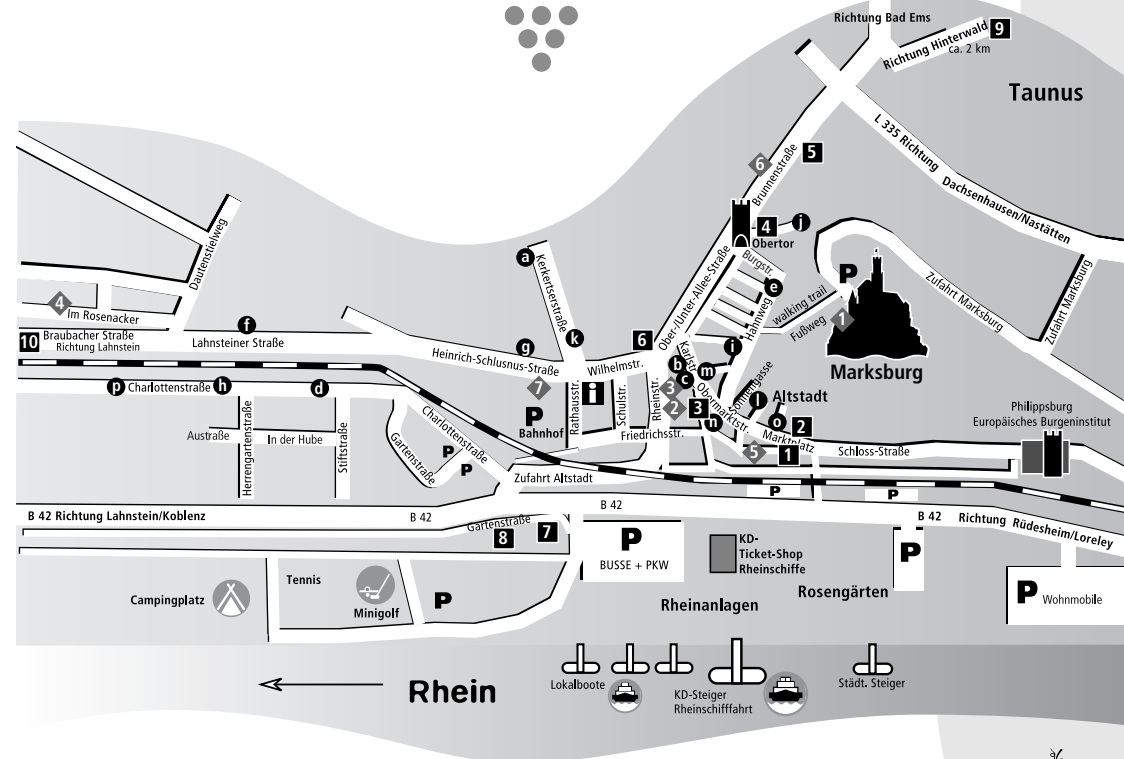 Richtung Bad Ems
Richtung Hinterwald 9
ca. 2 km
Taunus
L 335 Richtung Dachsenhausen/Nastätten
5
6
Brunnenstraße
4
j
Obertor
Dautenstielweg
a
Kerkertserstraße
k
Ober-/Unter-Allee-Straße
Burgstr.
e
Hahnweg
walking trail
Fußweg
P
1
Zufahrt Marksburg
Zufahrt Marksburg
Marksburg
4
Im Rosenacker
10
Braubacher Straße
Richtung Lahnstein
f
Lahnsteiner Straße
g
Heinrich-Schlusnus-Straße
6
Wilhelmstr.
Karlstr.
b
c
m
i
Sonnengasse
l
Altstadt
Obermarktstr.
p
Charlottenstraße
h
d
7
P
Bahnhof
Rathausstr.
i
Schulstr.
Rheinstr.
3
2
3
n
o
2
Marktplatz
5
1
Philippsburg
Europäisches Burgeninstitut
Schloss-Straße
Friedrichsstr.
Austraße
In der Hube
Herrengartenstraße
Stiftstraße
Gartenstraße
Charlottenstraße
P
P
Zufahrt Altstadt
P
P
B 42 Richtung Lahnstein/Koblenz
B 42
B 42
B 42
Richtung Rüdesheim/Loreley
Gartenstraße
8
7
P
BUSSE + PKW
KD-
Ticket-Shop
Rheinschiffe
P
Rosengärten
Rheinanlagen
P Wohnmobile
Campingplatz
Tennis
Minigolf
P
Rhein
Lokalboote
KD-Steiger
Rheinschifffahrt
Städt. Steiger